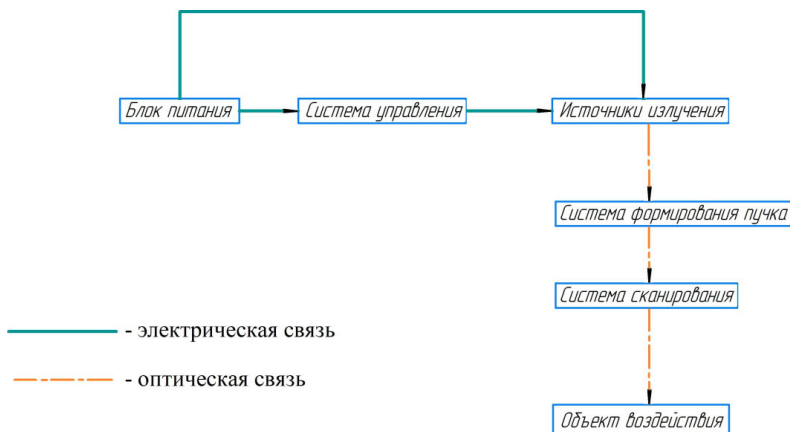 Блок питания
Система управления
Источники излучения
Система формирования пучка
Система сканирования
- электрическая связь
- оптическая связь
Объект воздействия